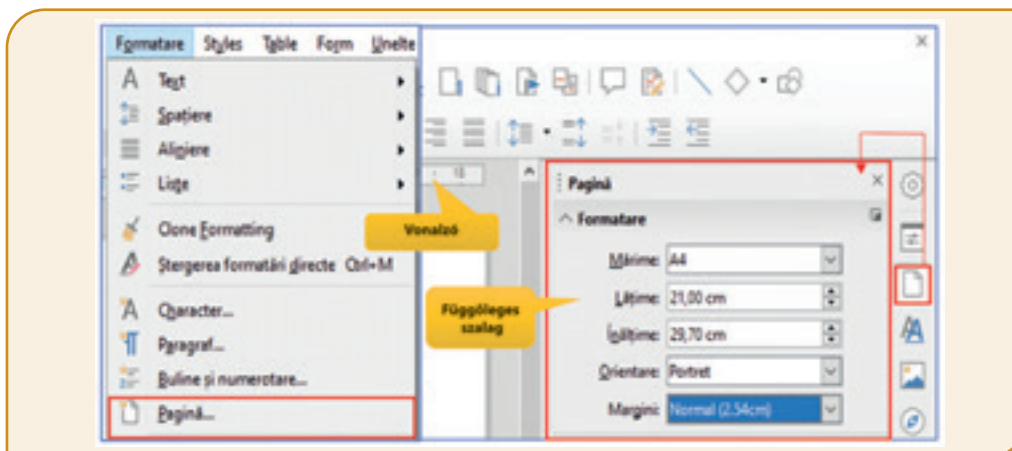 Formatare Styles Table Form Unelte
Text
Spațiere
Aliniere
Liste
Clone Formatting
Ștergerea formatări directe Ctrl+M
Character...
Paragraf...
Buline și numerotare...
Pagină...
18
Vonalzó
Függőleges
szalag
Pagină
Formatare
Mărime: A4
Lățime: 21,00 cm
Înălțime: 29,70 cm
Orientare: Portret
Margini: Normal (2.54cm)